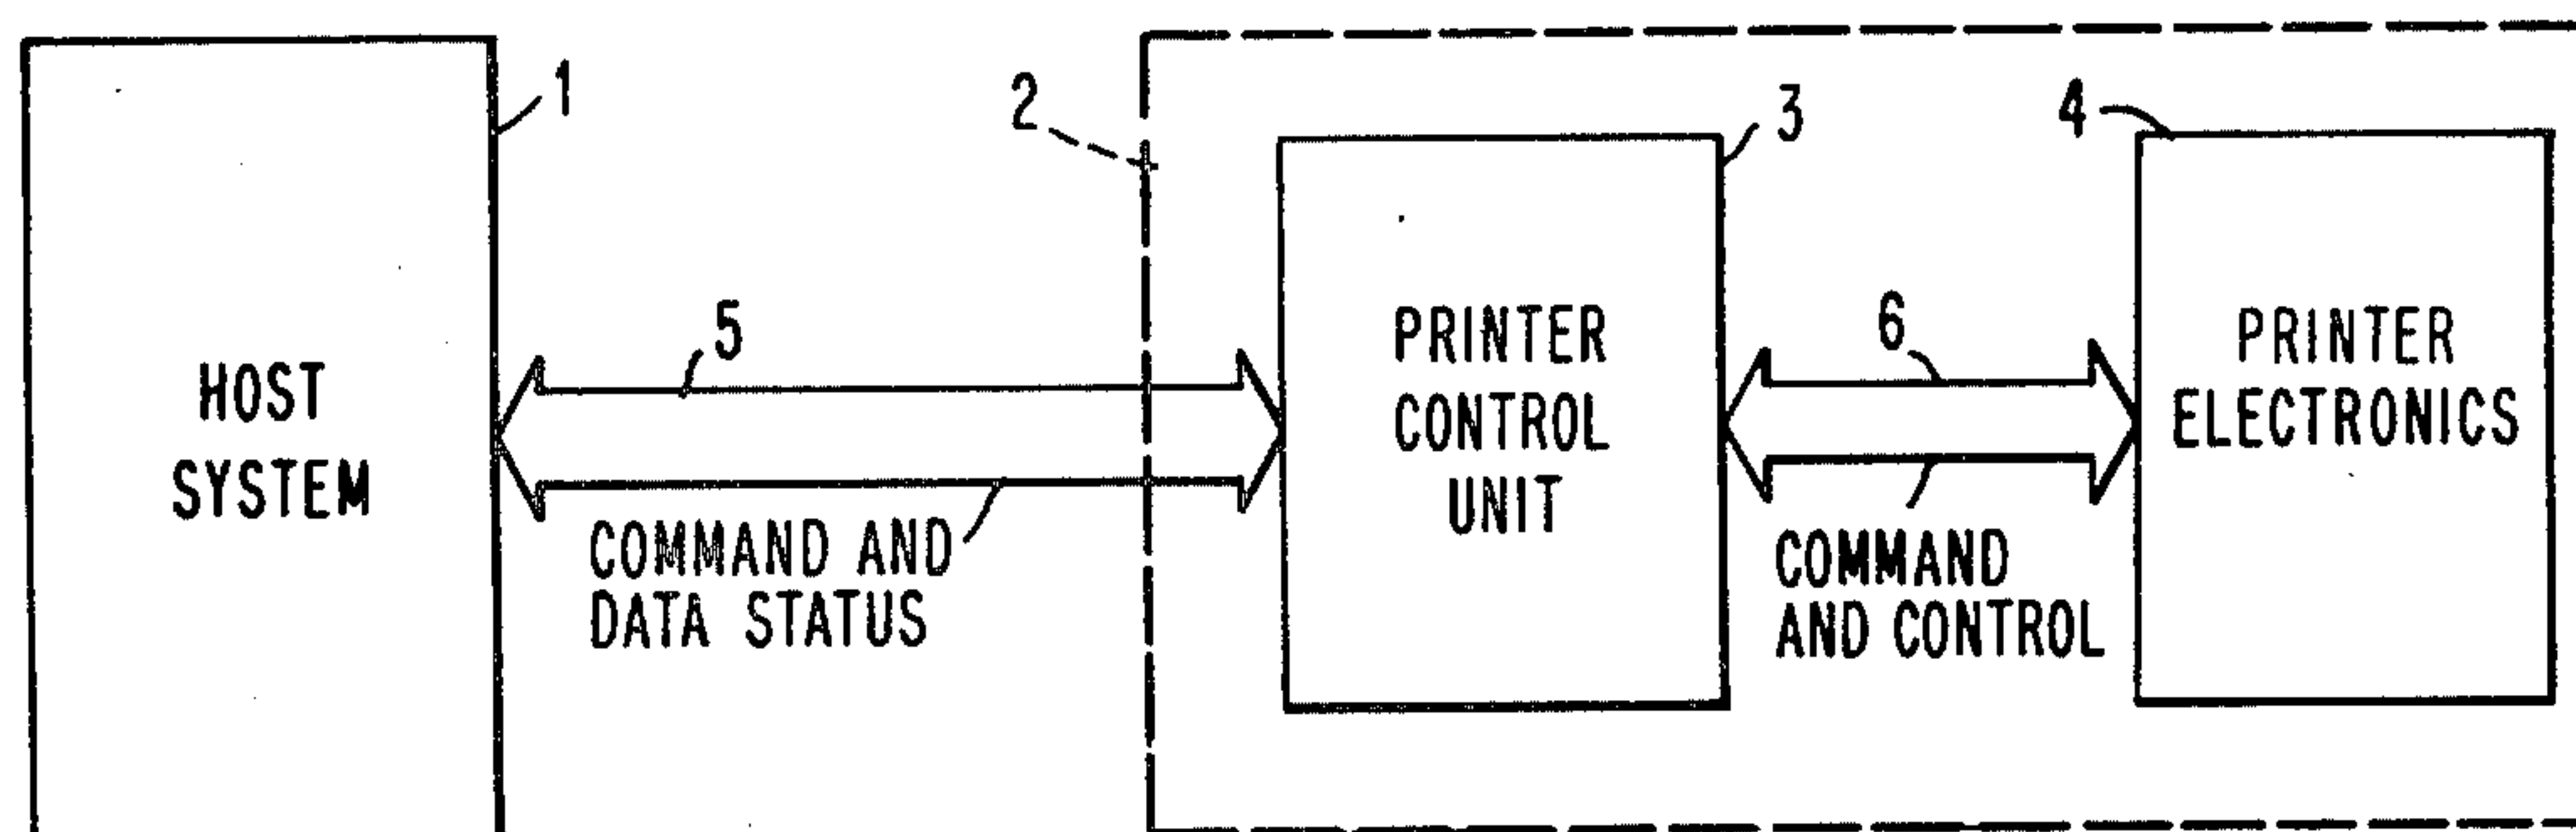 1
2
3
4
5
6
HOST
SYSTEM
COMMAND AND
DATA STATUS
PRINTER
CONTROL
UNIT
COMMAND
AND CONTROL
PRINTER
ELECTRONICS